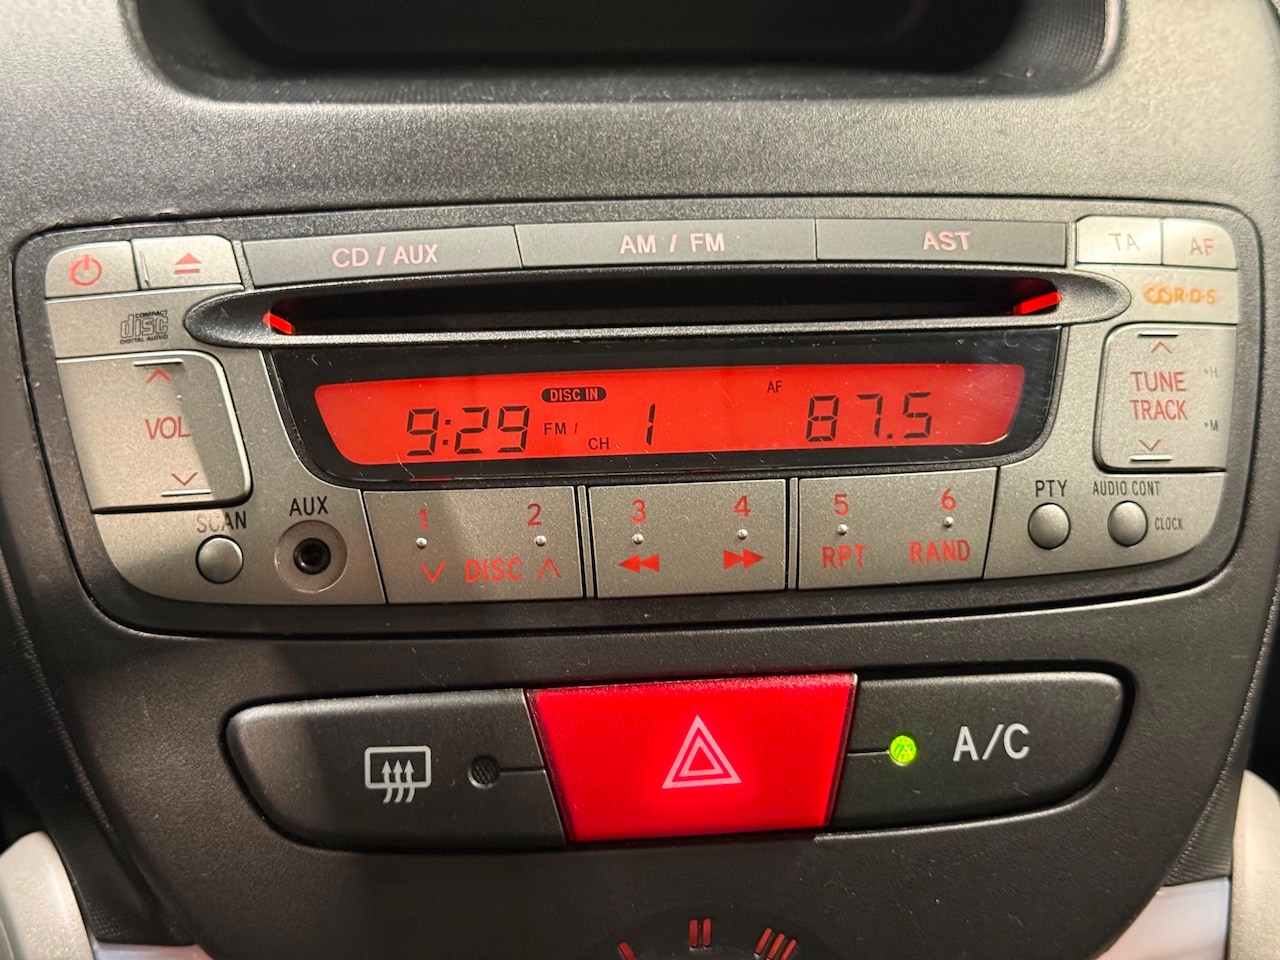 CD / AUX
AM / FM
AST
TA
AF
COMPACT
disc
DIGITAL AUDIO
R·D·S
VOL
9:29
DISC IN
FM 1
CH
1
AF
87.5
TUNE
TRACK
•H
•M
SCAN
AUX
1
2
DISC
3
4
5
RPT
6
RAND
PTY
AUDIO CONT
CLOCK
A/C